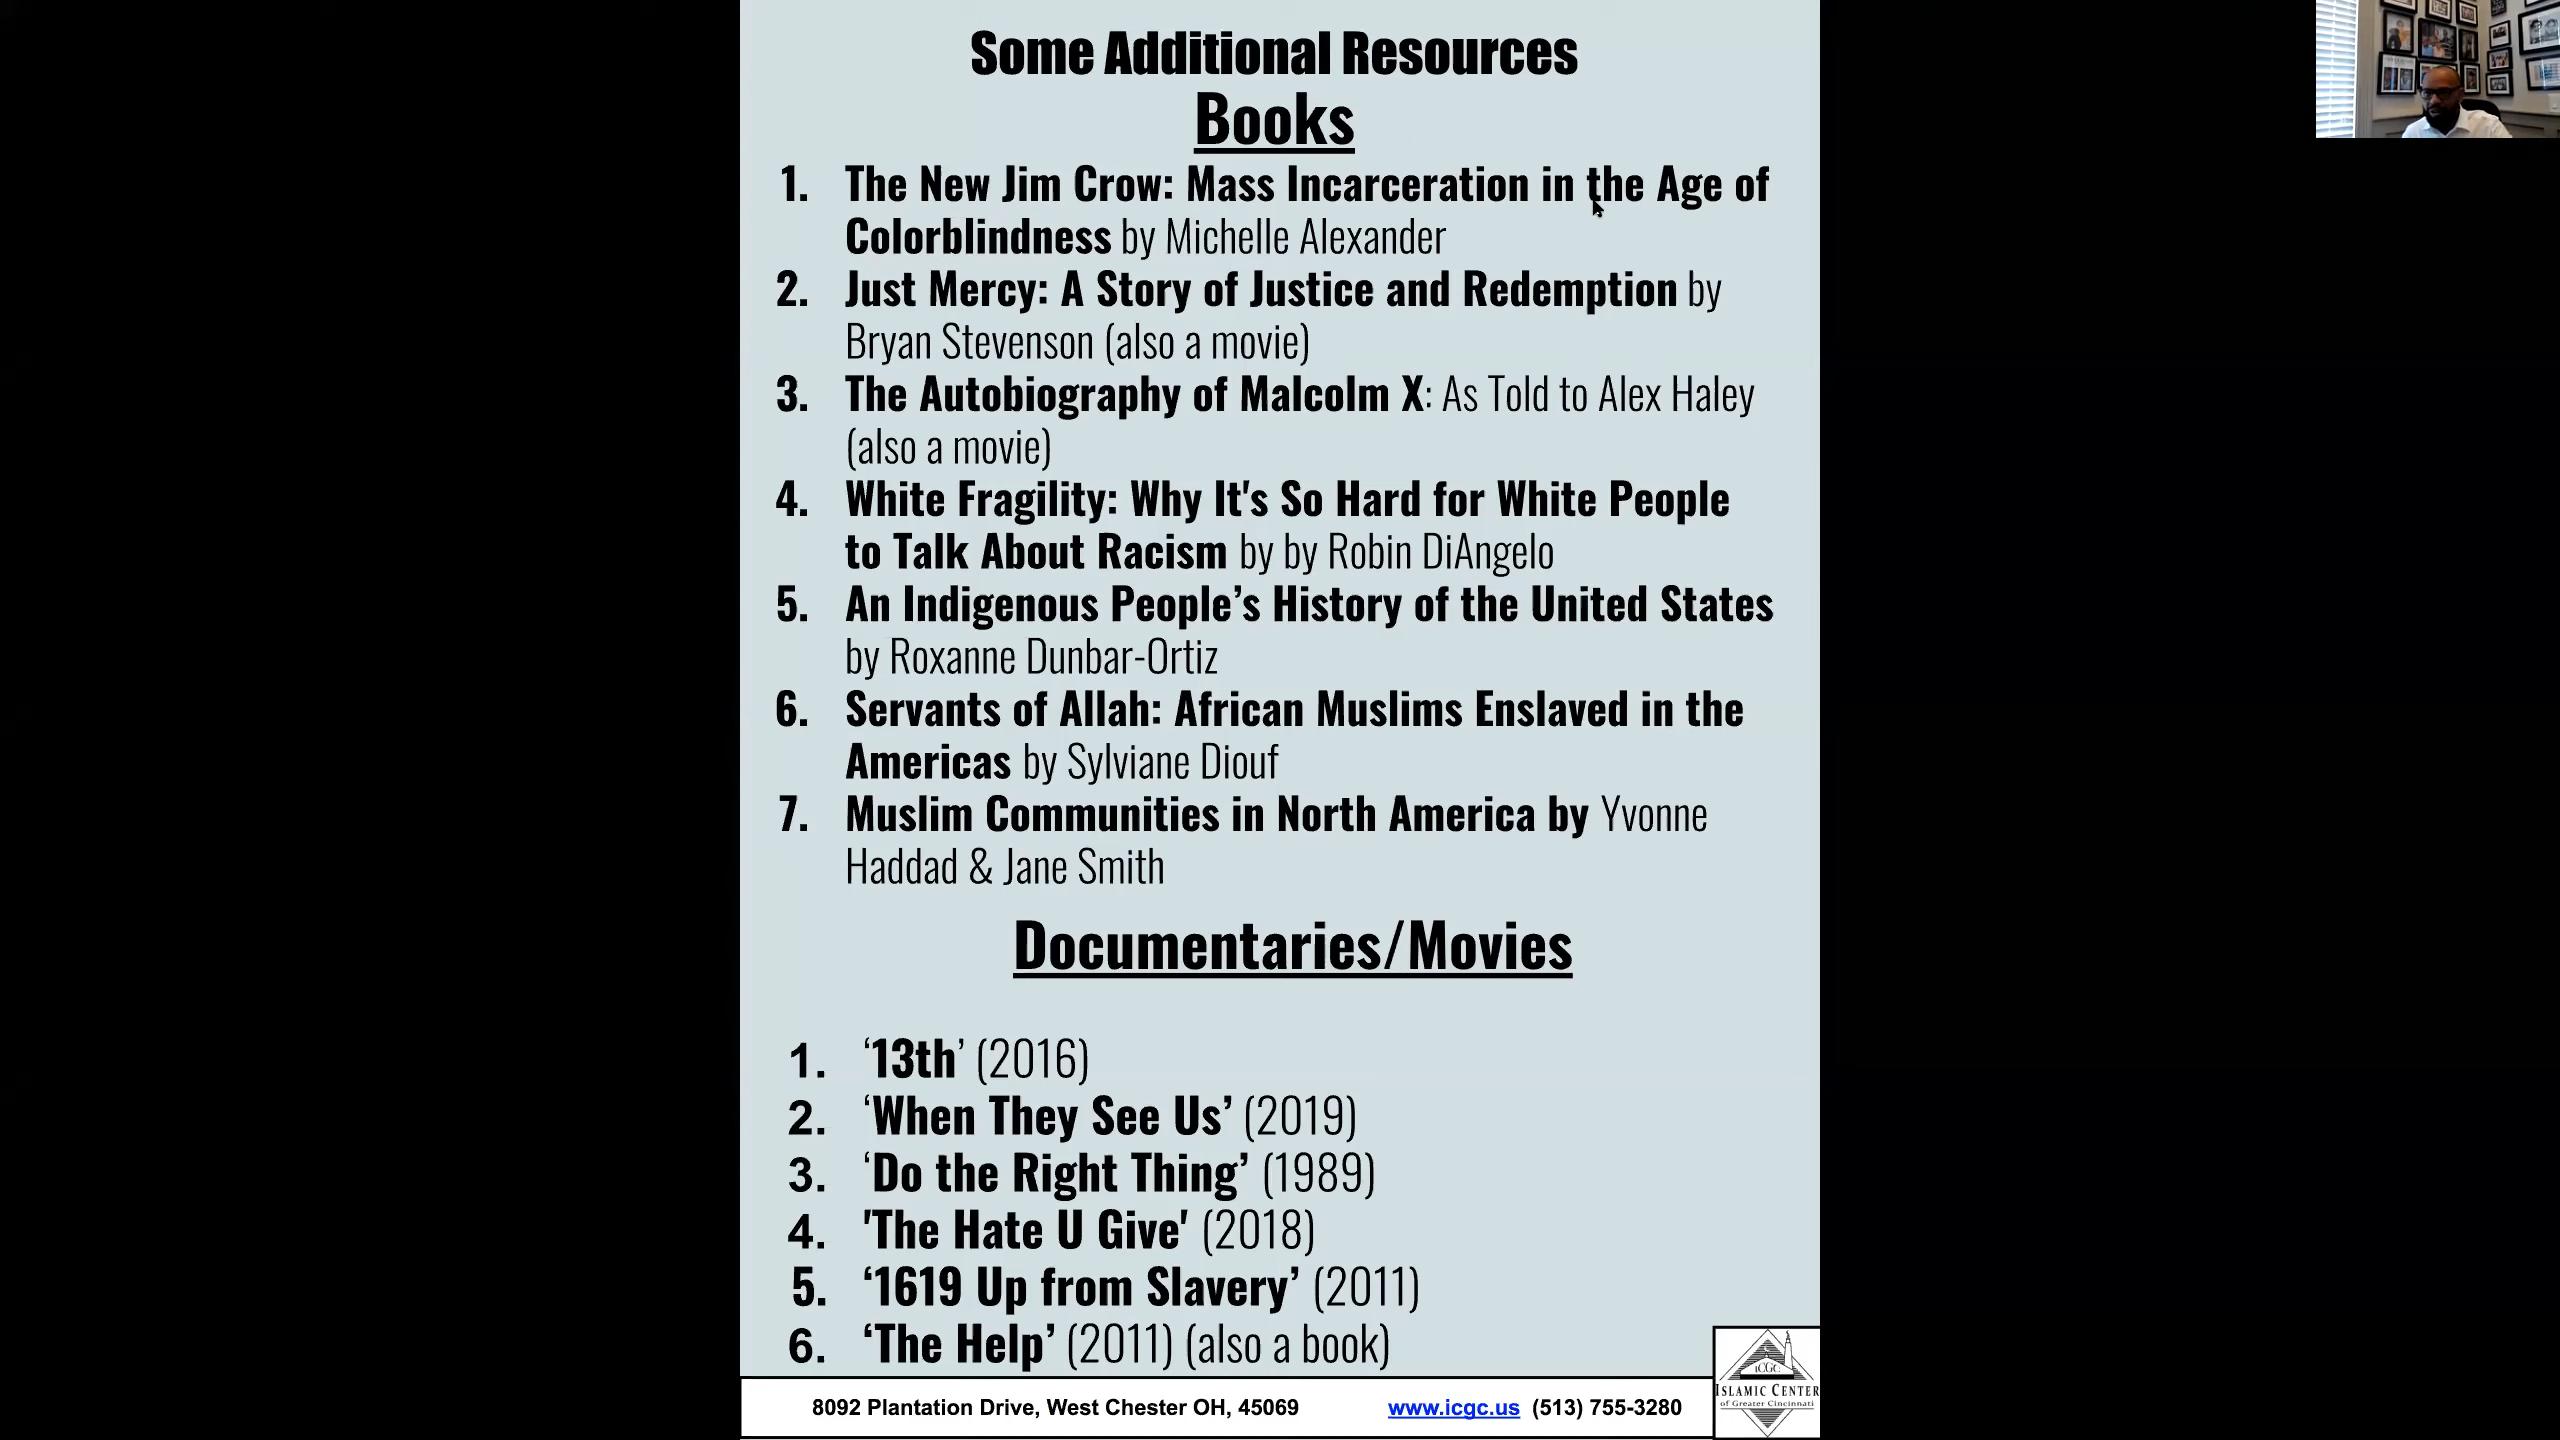 Some Additional Resources
Books
1. The New Jim Crow: Mass Incarceration in the Age of
Colorblindness by Michelle Alexander
2. Just Mercy: A Story of Justice and Redemption by
Bryan Stevenson (also a movie)
3. The Autobiography of Malcolm X: As Told to Alex Haley
(also a movie)
4. White Fragility: Why It's So Hard for White People
to Talk About Racism by by Robin DiAngelo
5. An Indigenous People’s History of the United States
by Roxanne Dunbar-Ortiz
6. Servants of Allah: African Muslims Enslaved in the
Americas by Sylviane Diouf
7. Muslim Communities in North America by Yvonne
Haddad & Jane Smith
Documentaries/Movies
1. ‘13th’ (2016)
2. ‘When They See Us’ (2019)
3. ‘Do the Right Thing’ (1989)
4. 'The Hate U Give' (2018)
5. ‘1619 Up from Slavery’ (2011)
6. ‘The Help’ (2011) (also a book)
8092 Plantation Drive, West Chester OH, 45069 www.icgc.us (513) 755-3280
ICGC
ISLAMIC CENTER
of Greater Cincinnati